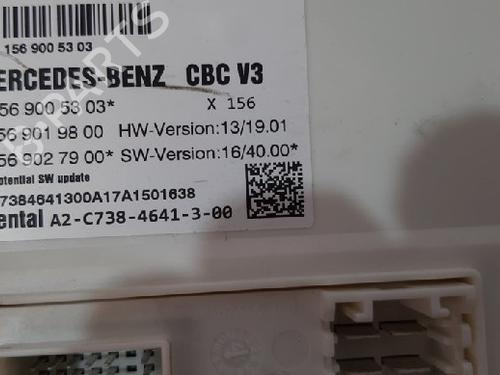 156 900 53 03
ERCEDES-BENZ CBC V3
56 900 53 03* X 156
56 901 98 00 HW-Version:13/19.01
56 902 79 00* SW-Version:16/40.00*
otential SW update
7384641300A17A1501638
ental A2-C738-4641-3-00